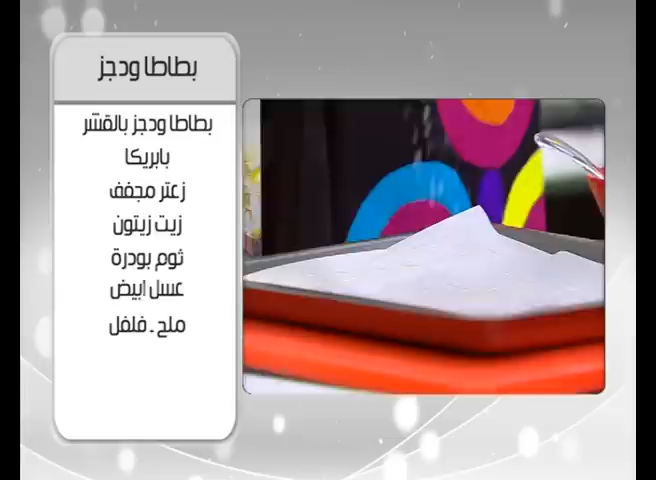 بطاطا ودجز
بطاطا ودجز بالقشر
بابريكا
زعتر مجفف
زيت زيتون
ثوم بودرة
عسل ابيض
ملح - فلفل